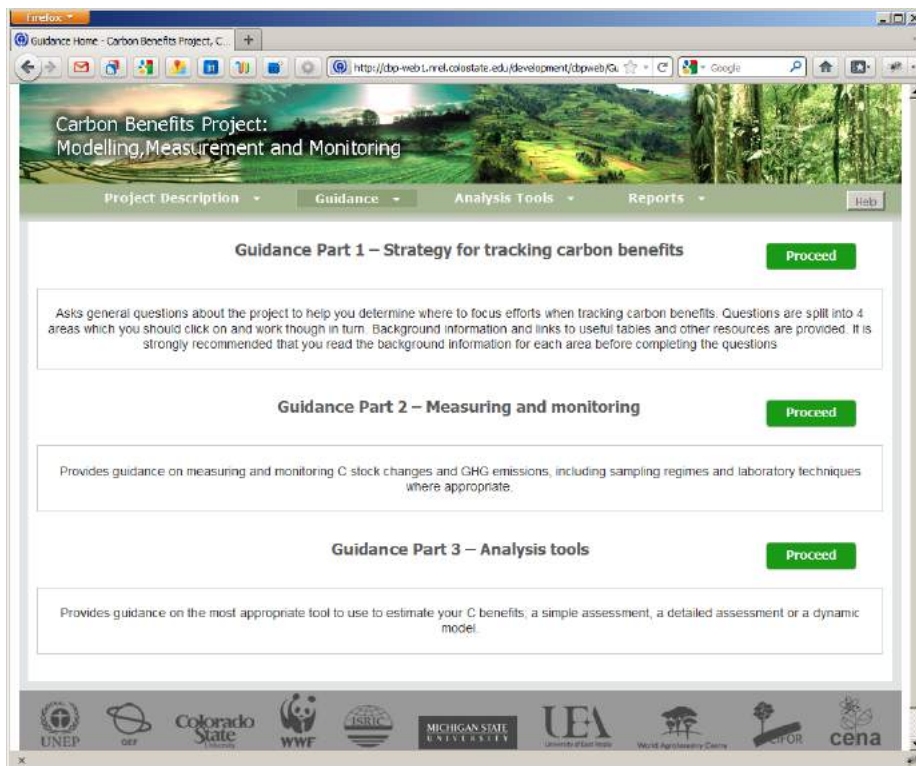 Firefox
Guidance Home - Carbon Benefits Project, C...
http://cbp-web1.nrel.colostate.edu/development/cbpweb/Gu
Google
Carbon Benefits Project:
Modelling,Measurement and Monitoring
Project Description
Guidance
Analysis Tools
Reports
Help
Guidance Part 1 – Strategy for tracking carbon benefits
Proceed
Asks general questions about the project to help you determine where to focus efforts when tracking carbon benefits. Questions are split into 4
areas which you should click on and work though in turn. Background information and links to useful tables and other resources are provided. It is
strongly recommended that you read the background information for each area before completing the questions
Guidance Part 2 – Measuring and monitoring
Proceed
Provides guidance on measuring and monitoring C stock changes and GHG emissions, including sampling regimes and laboratory techniques
where appropriate.
Guidance Part 3 – Analysis tools
Proceed
Provides guidance on the most appropriate tool to use to estimate your C benefits; a simple assessment, a detailed assessment or a dynamic
model.
UNEP
GEF
Colorado
State
University
WWF
ISRIC
MICHIGAN STATE
UNIVERSITY
UEA
University of East Anglia
World Agroforestry Centre
CIFOR
cena